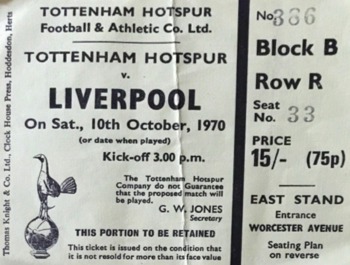 TOTTENHAM HOTSPUR
Football & Athletic Co. Ltd.
TOTTENHAM HOTSPUR
v.
LIVERPOOL
On Sat., 10th October, 1970
(or date when played)
Kick-off 3.00 p.m.
The Tottenham Hotspur
Company do not Guarantee
that the proposed match will
be played.
G. W. JONES
Secretary
THIS PORTION TO BE RETAINED
This ticket is issued on the condition that
it is not resold for more than its face value
Thomas Knight & Co. Ltd., Clock House Press, Hoddesdon, Herts
No.
Block B
Row R
Seat
No. 33
PRICE
15/- (75p)
EAST STAND
Entrance
WORCESTER AVENUE
Seating Plan
on reverse